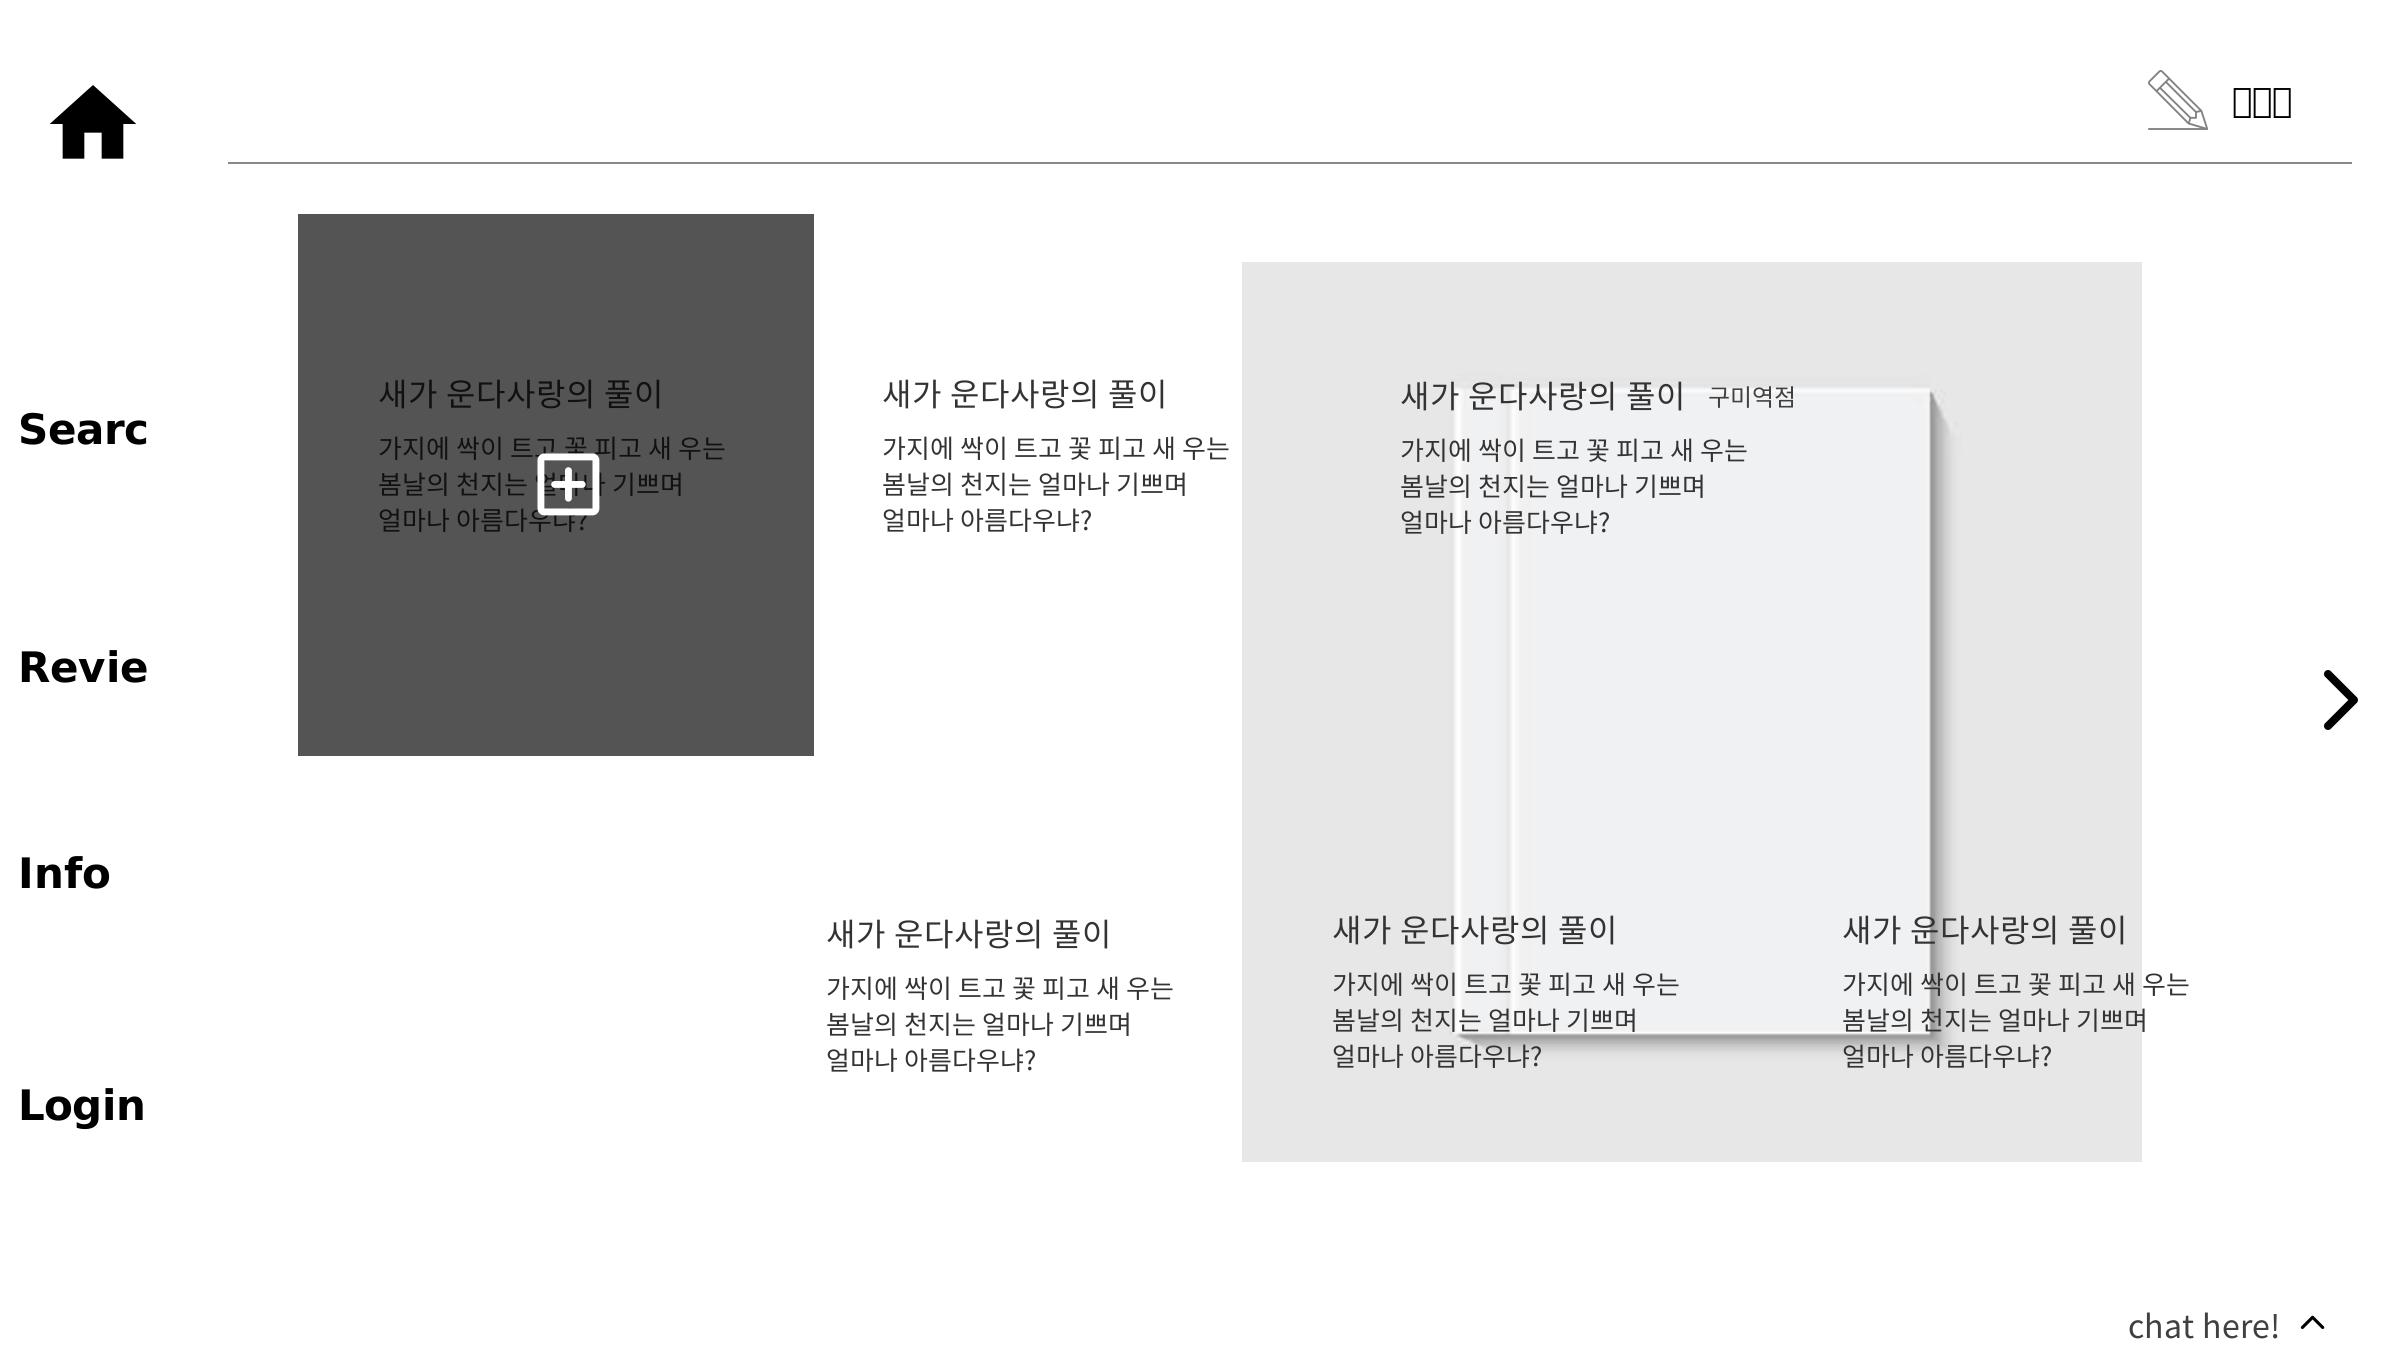 Searc
Revie
Info
Login
새가 운다사랑의 풀이
가지에 싹이 트고 꽃 피고 새 우는
봄날의 천지는 얼마나 기쁘며
얼마나 아름다우냐?
새가 운다사랑의 풀이
가지에 싹이 트고 꽃 피고 새 우는
봄날의 천지는 얼마나 기쁘며
얼마나 아름다우냐?
새가 운다사랑의 풀이 구미역점
가지에 싹이 트고 꽃 피고 새 우는
봄날의 천지는 얼마나 기쁘며
얼마나 아름다우냐?
새가 운다사랑의 풀이
가지에 싹이 트고 꽃 피고 새 우는
봄날의 천지는 얼마나 기쁘며
얼마나 아름다우냐?
새가 운다사랑의 풀이
가지에 싹이 트고 꽃 피고 새 우는
봄날의 천지는 얼마나 기쁘며
얼마나 아름다우냐?
새가 운다사랑의 풀이
가지에 싹이 트고 꽃 피고 새 우는
봄날의 천지는 얼마나 기쁘며
얼마나 아름다우냐?
chat here!